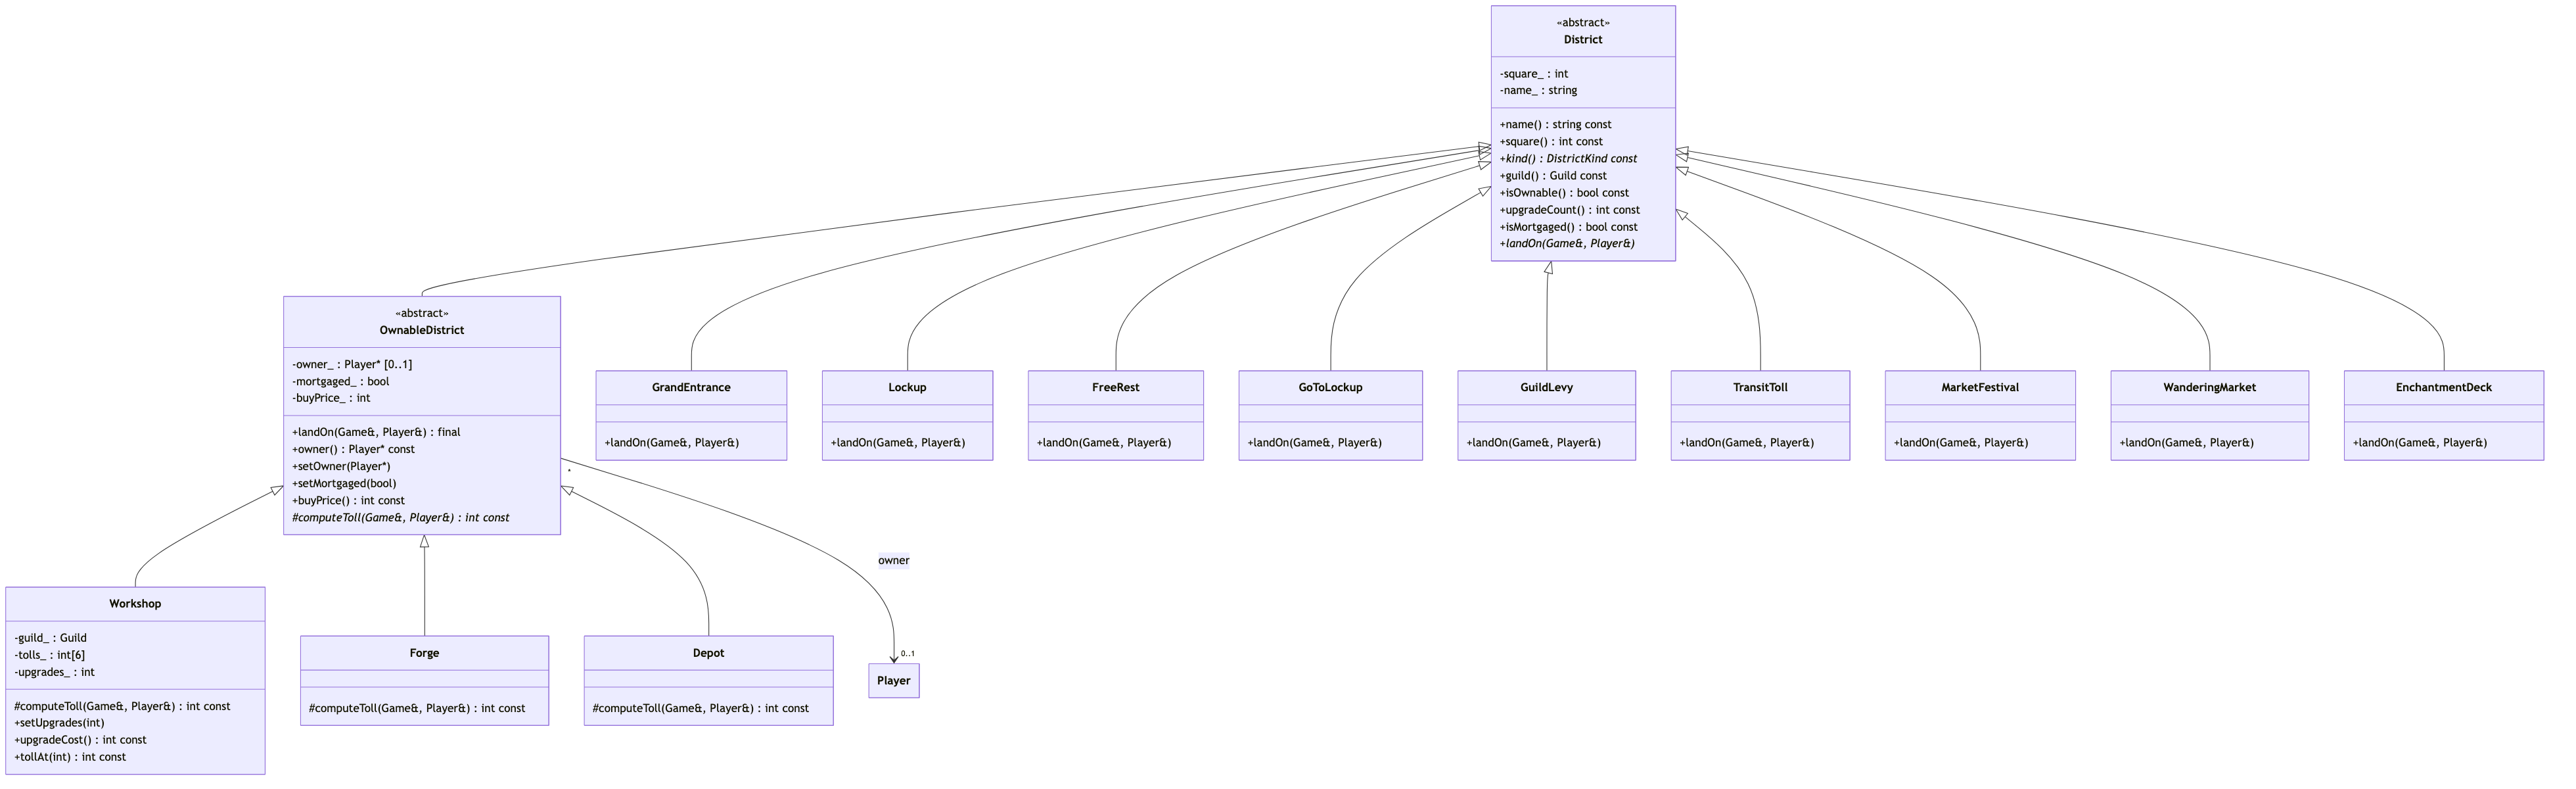 «abstract»
District
-square_ : int
-name_ : string
+name() : string const
+square() : int const
+kind() : DistrictKind const
+guild() : Guild const
+isOwnable() : bool const
+upgradeCount() : int const
+isMortgaged() : bool const
+landOn(Game&, Player&)
«abstract»
OwnableDistrict
-owner_ : Player* [0..1]
-mortgaged_ : bool
-buyPrice_ : int
+landOn(Game&, Player&) : final
+owner() : Player* const
+setOwner(Player*)
+setMortgaged(bool)
+buyPrice() : int const
#computeToll(Game&, Player&) : int const
GrandEntrance
+landOn(Game&, Player&)
Lockup
+landOn(Game&, Player&)
FreeRest
+landOn(Game&, Player&)
GoToLockup
+landOn(Game&, Player&)
GuildLevy
+landOn(Game&, Player&)
TransitToll
+landOn(Game&, Player&)
MarketFestival
+landOn(Game&, Player&)
WanderingMarket
+landOn(Game&, Player&)
EnchantmentDeck
+landOn(Game&, Player&)
*
owner
0..1
Workshop
-guild_ : Guild
-tolls_ : int[6]
-upgrades_ : int
#computeToll(Game&, Player&) : int const
+setUpgrades(int)
+upgradeCost() : int const
+tollAt(int) : int const
Forge
#computeToll(Game&, Player&) : int const
Depot
#computeToll(Game&, Player&) : int const
Player